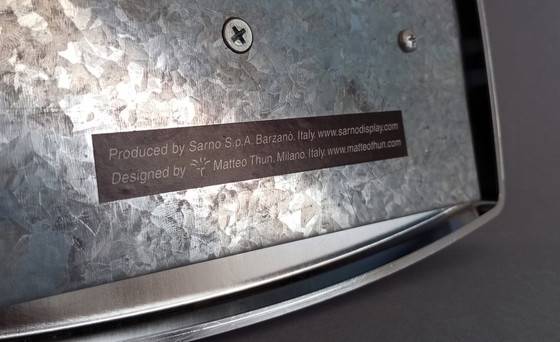 Produced by Sarno S.p.A. Barzanò, Italy. www.sarnodisplay.com
Designed by Matteo Thun, Milano. Italy. www.matteothun.com